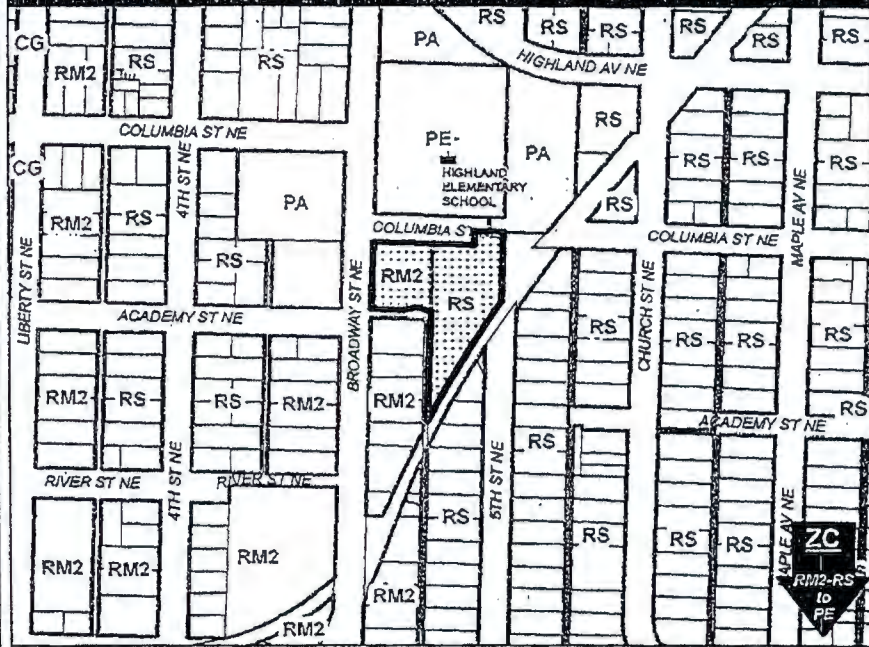 RS
RS
RS
RS
RS
RS
CG
PA
RM2
RS
RS
HIGHLAND AV NE
COLUMBIA ST NE
PE-
PA
RS
HIGHLAND
ELEMENTARY
SCHOOL
CG
RS
RS
RS
4TH ST NE
RM2
RS
PA
RS
COLUMBIA ST
COLUMBIA ST NE
MAPLE AV NE
LIBERTY ST NE
RS
RM2
RS
BROADWAY ST NE
CHURCH ST NE
ACADEMY ST NE
RS
RS
RS
RS
RM2
RS
RS
RM2
RM2
RS
ACADEMY ST NE
RS
4TH ST NE
5TH ST NE
RIVER ST NE
RIVER ST NE
RS
RS
RS
RS
MAPLE AV NE
ZC
RM2
RM2
RM2
RM2
RM2
RM2-RS
to
PE